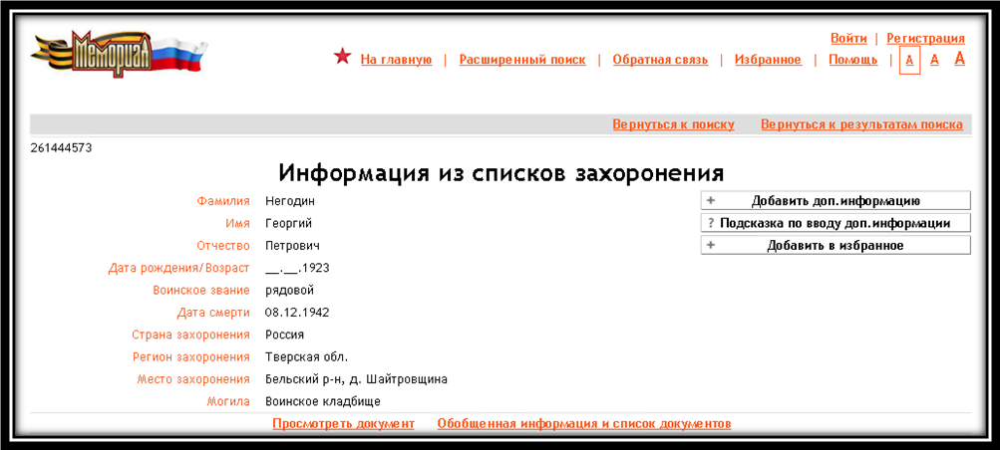 Мемориал
Войти | Регистрация
На главную | Расширенный поиск | Обратная связь | Избранное | Помощь | А А А
Вернуться к поиску Вернуться к результатам поиска
261444573
Информация из списков захоронения
Фамилия Негодин
+ Добавить доп.информацию
Имя Георгий
? Подсказка по вводу доп.информации
Отчество Петрович
+ Добавить в избранное
Дата рождения/Возраст __.__.1923
Воинское звание рядовой
Дата смерти 08.12.1942
Страна захоронения Россия
Регион захоронения Тверская обл.
Место захоронения Бельский р-н, д. Шайтровщина
Могила Воинское кладбище
Просмотреть документ Обобщенная информация и список документов